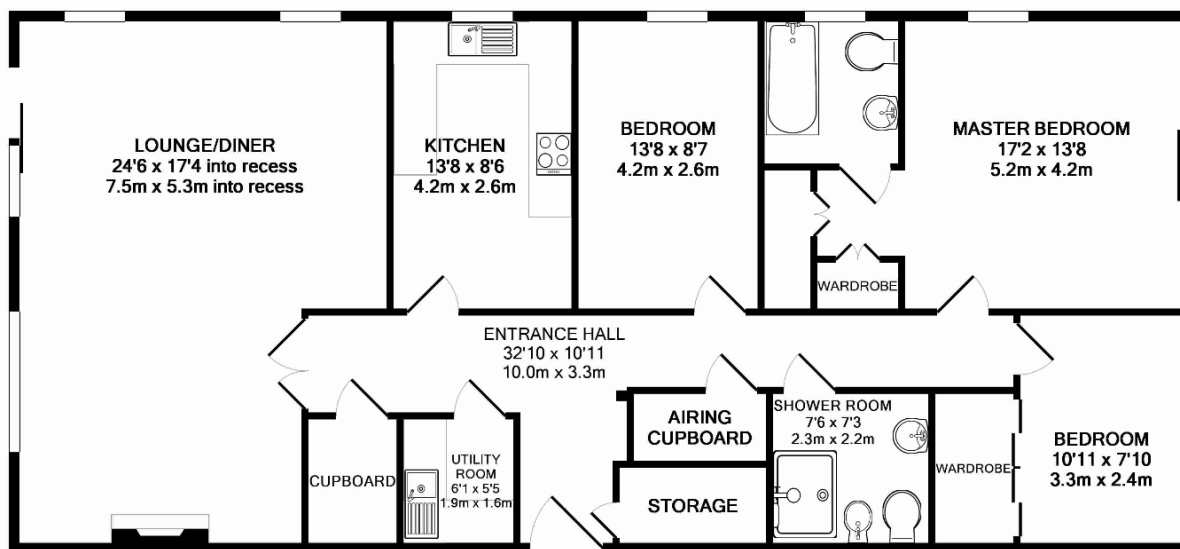 LOUNGE/DINER
24'6 x 17'4 into recess
7.5m x 5.3m into recess
KITCHEN
13'8 x 8'6
4.2m x 2.6m
BEDROOM
13'8 x 8'7
4.2m x 2.6m
MASTER BEDROOM
17'2 x 13'8
5.2m x 4.2m
WARDROBE
ENTRANCE HALL
32'10 x 10'11
10.0m x 3.3m
CUPBOARD
UTILITY
ROOM
6'1 x 5'5
1.9m x 1.6m
AIRING
CUPBOARD
STORAGE
SHOWER ROOM
7'6 x 7'3
2.3m x 2.2m
WARDROBE
BEDROOM
10'11 x 7'10
3.3m x 2.4m